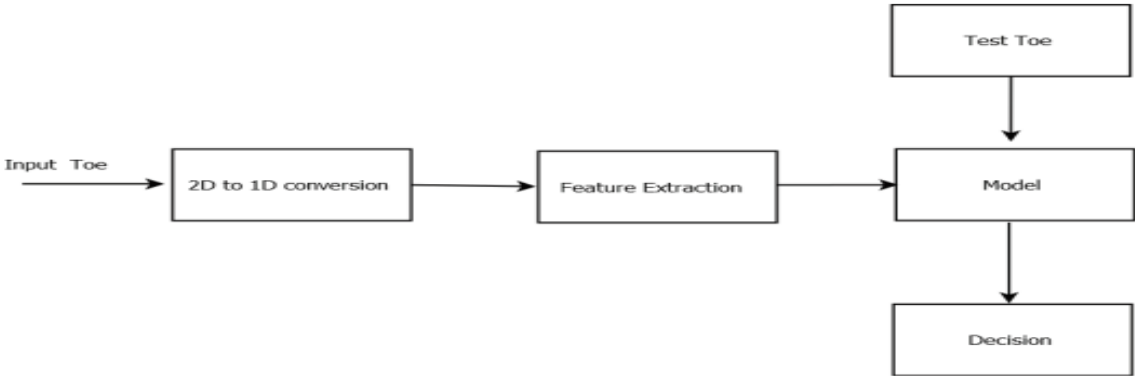 Test Toe
Input Toe
2D to 1D conversion
Feature Extraction
Model
Decision